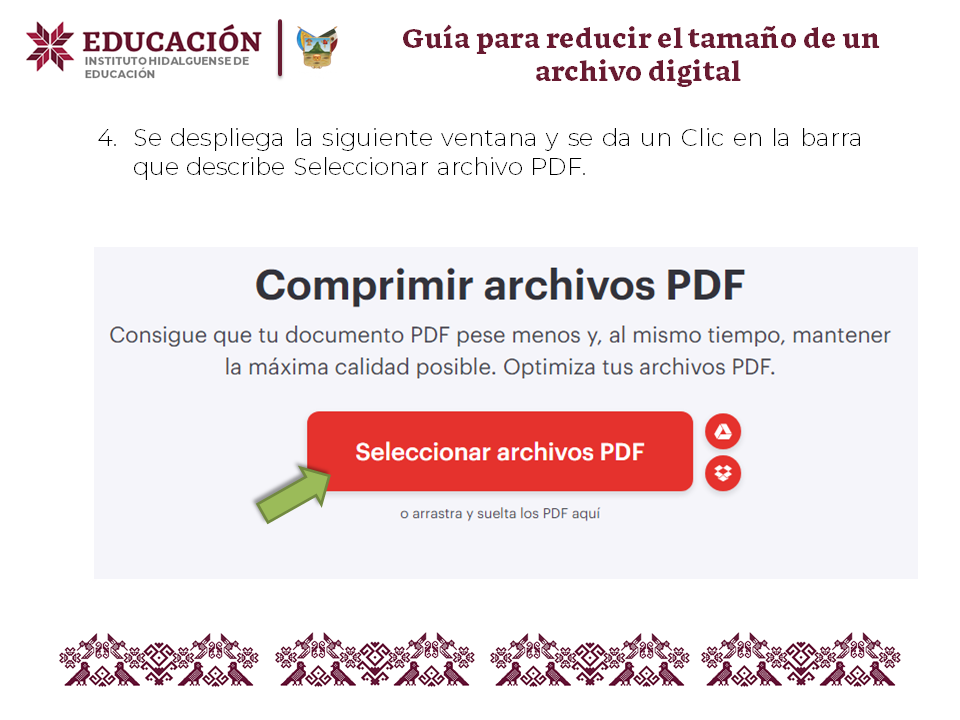 EDUCACIÓN
INSTITUTO HIDALGUENSE DE
EDUCACIÓN
Guía para reducir el tamaño de un
archivo digital
4. Se despliega la siguiente ventana y se da un Clic en la barra
que describe Seleccionar archivo PDF.
Comprimir archivos PDF
Consigue que tu documento PDF pese menos y, al mismo tiempo, mantener
la máxima calidad posible. Optimiza tus archivos PDF.
Seleccionar archivos PDF
o arrastra y suelta los PDF aquí